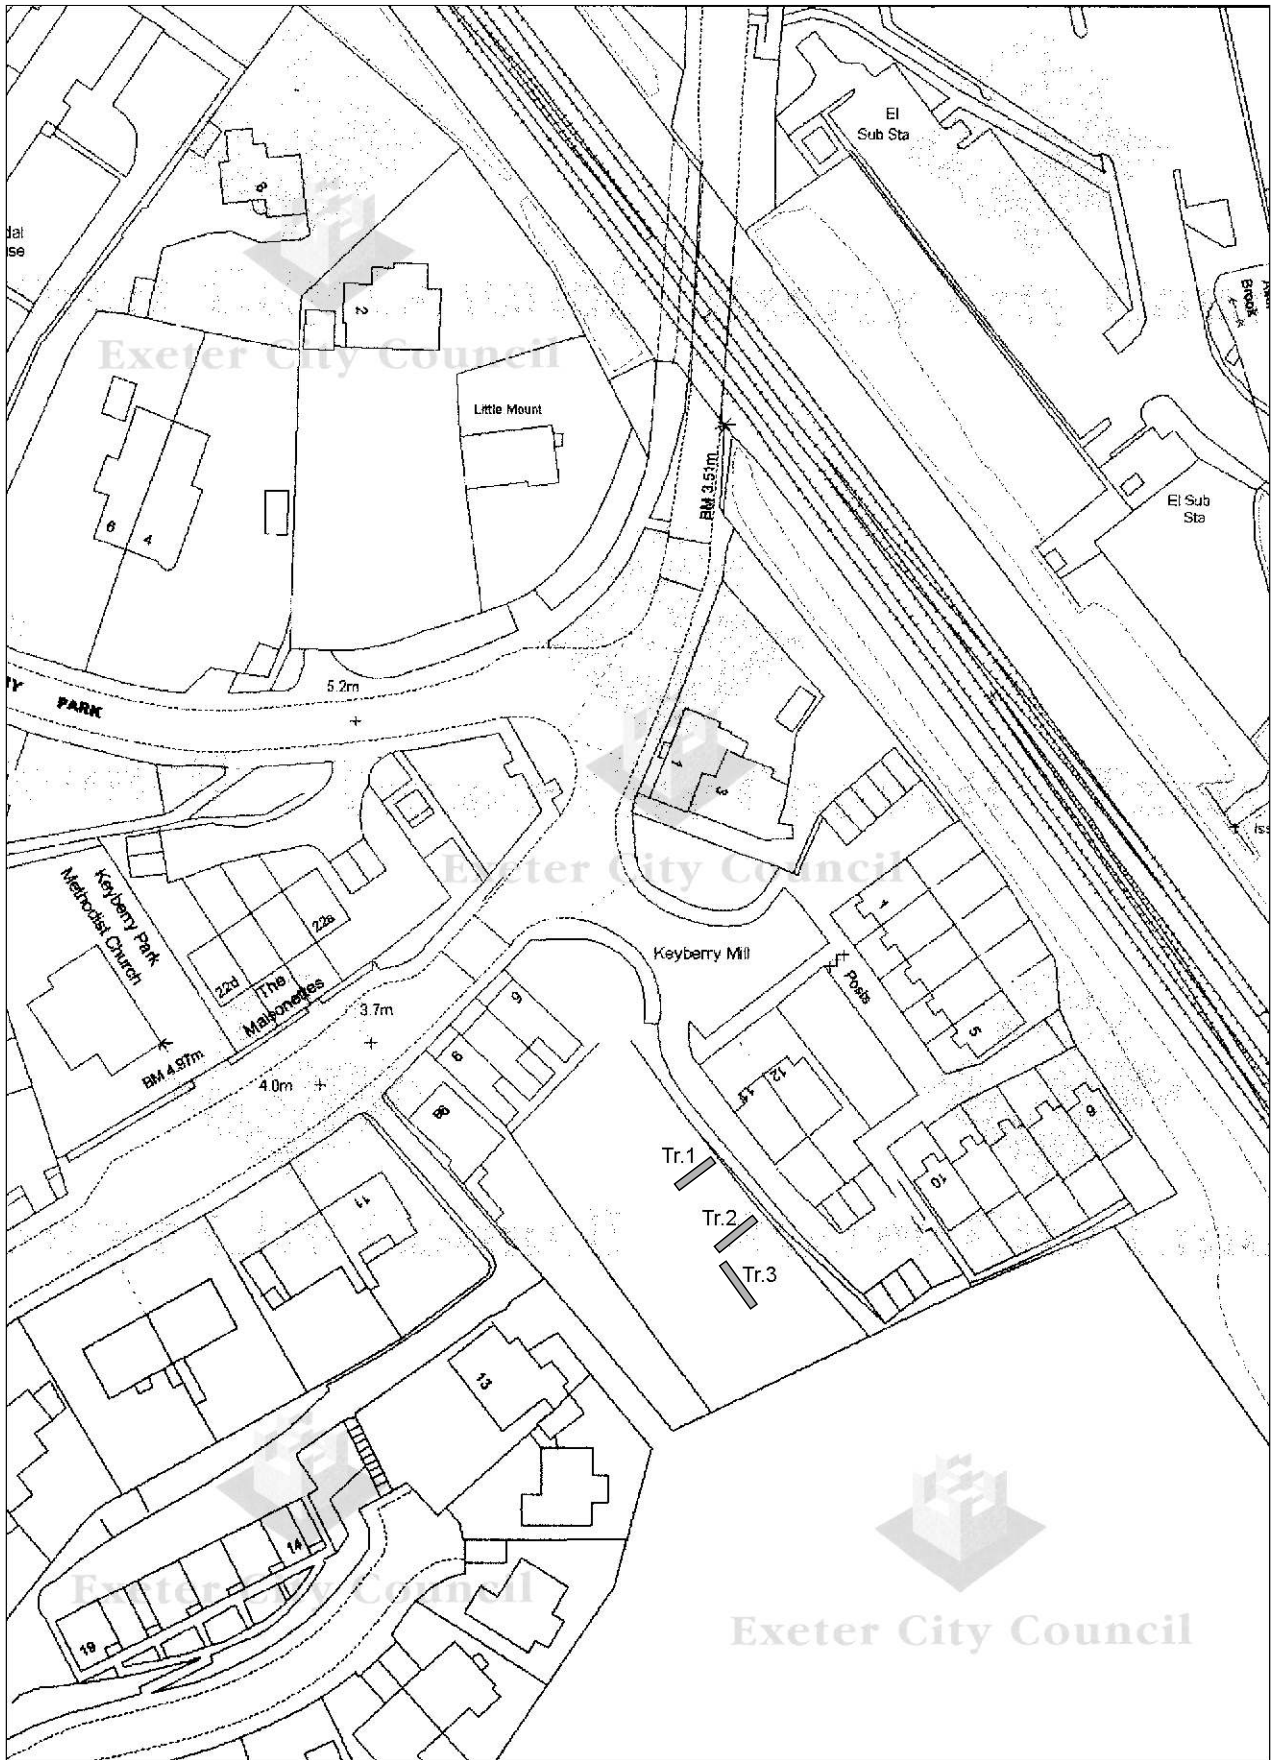 El
Sub Sta
8
dal
se
2
Brook
Exeter City Council
Little Mount
BM 3.51m
6
4
El Sub
Sta
PARK
5.2m
1
3
Exeter City Council
Keyberry Park
Methodist Church
22a
22d
The
Maisonettes
BM 4.97m
3.7m
4.0m
Keyberry Mill
Posts
1
5
9
12
11
10
6
Tr.1
Tr.2
Tr.3
11
13
14
19
Exeter City Council
Exeter City Council